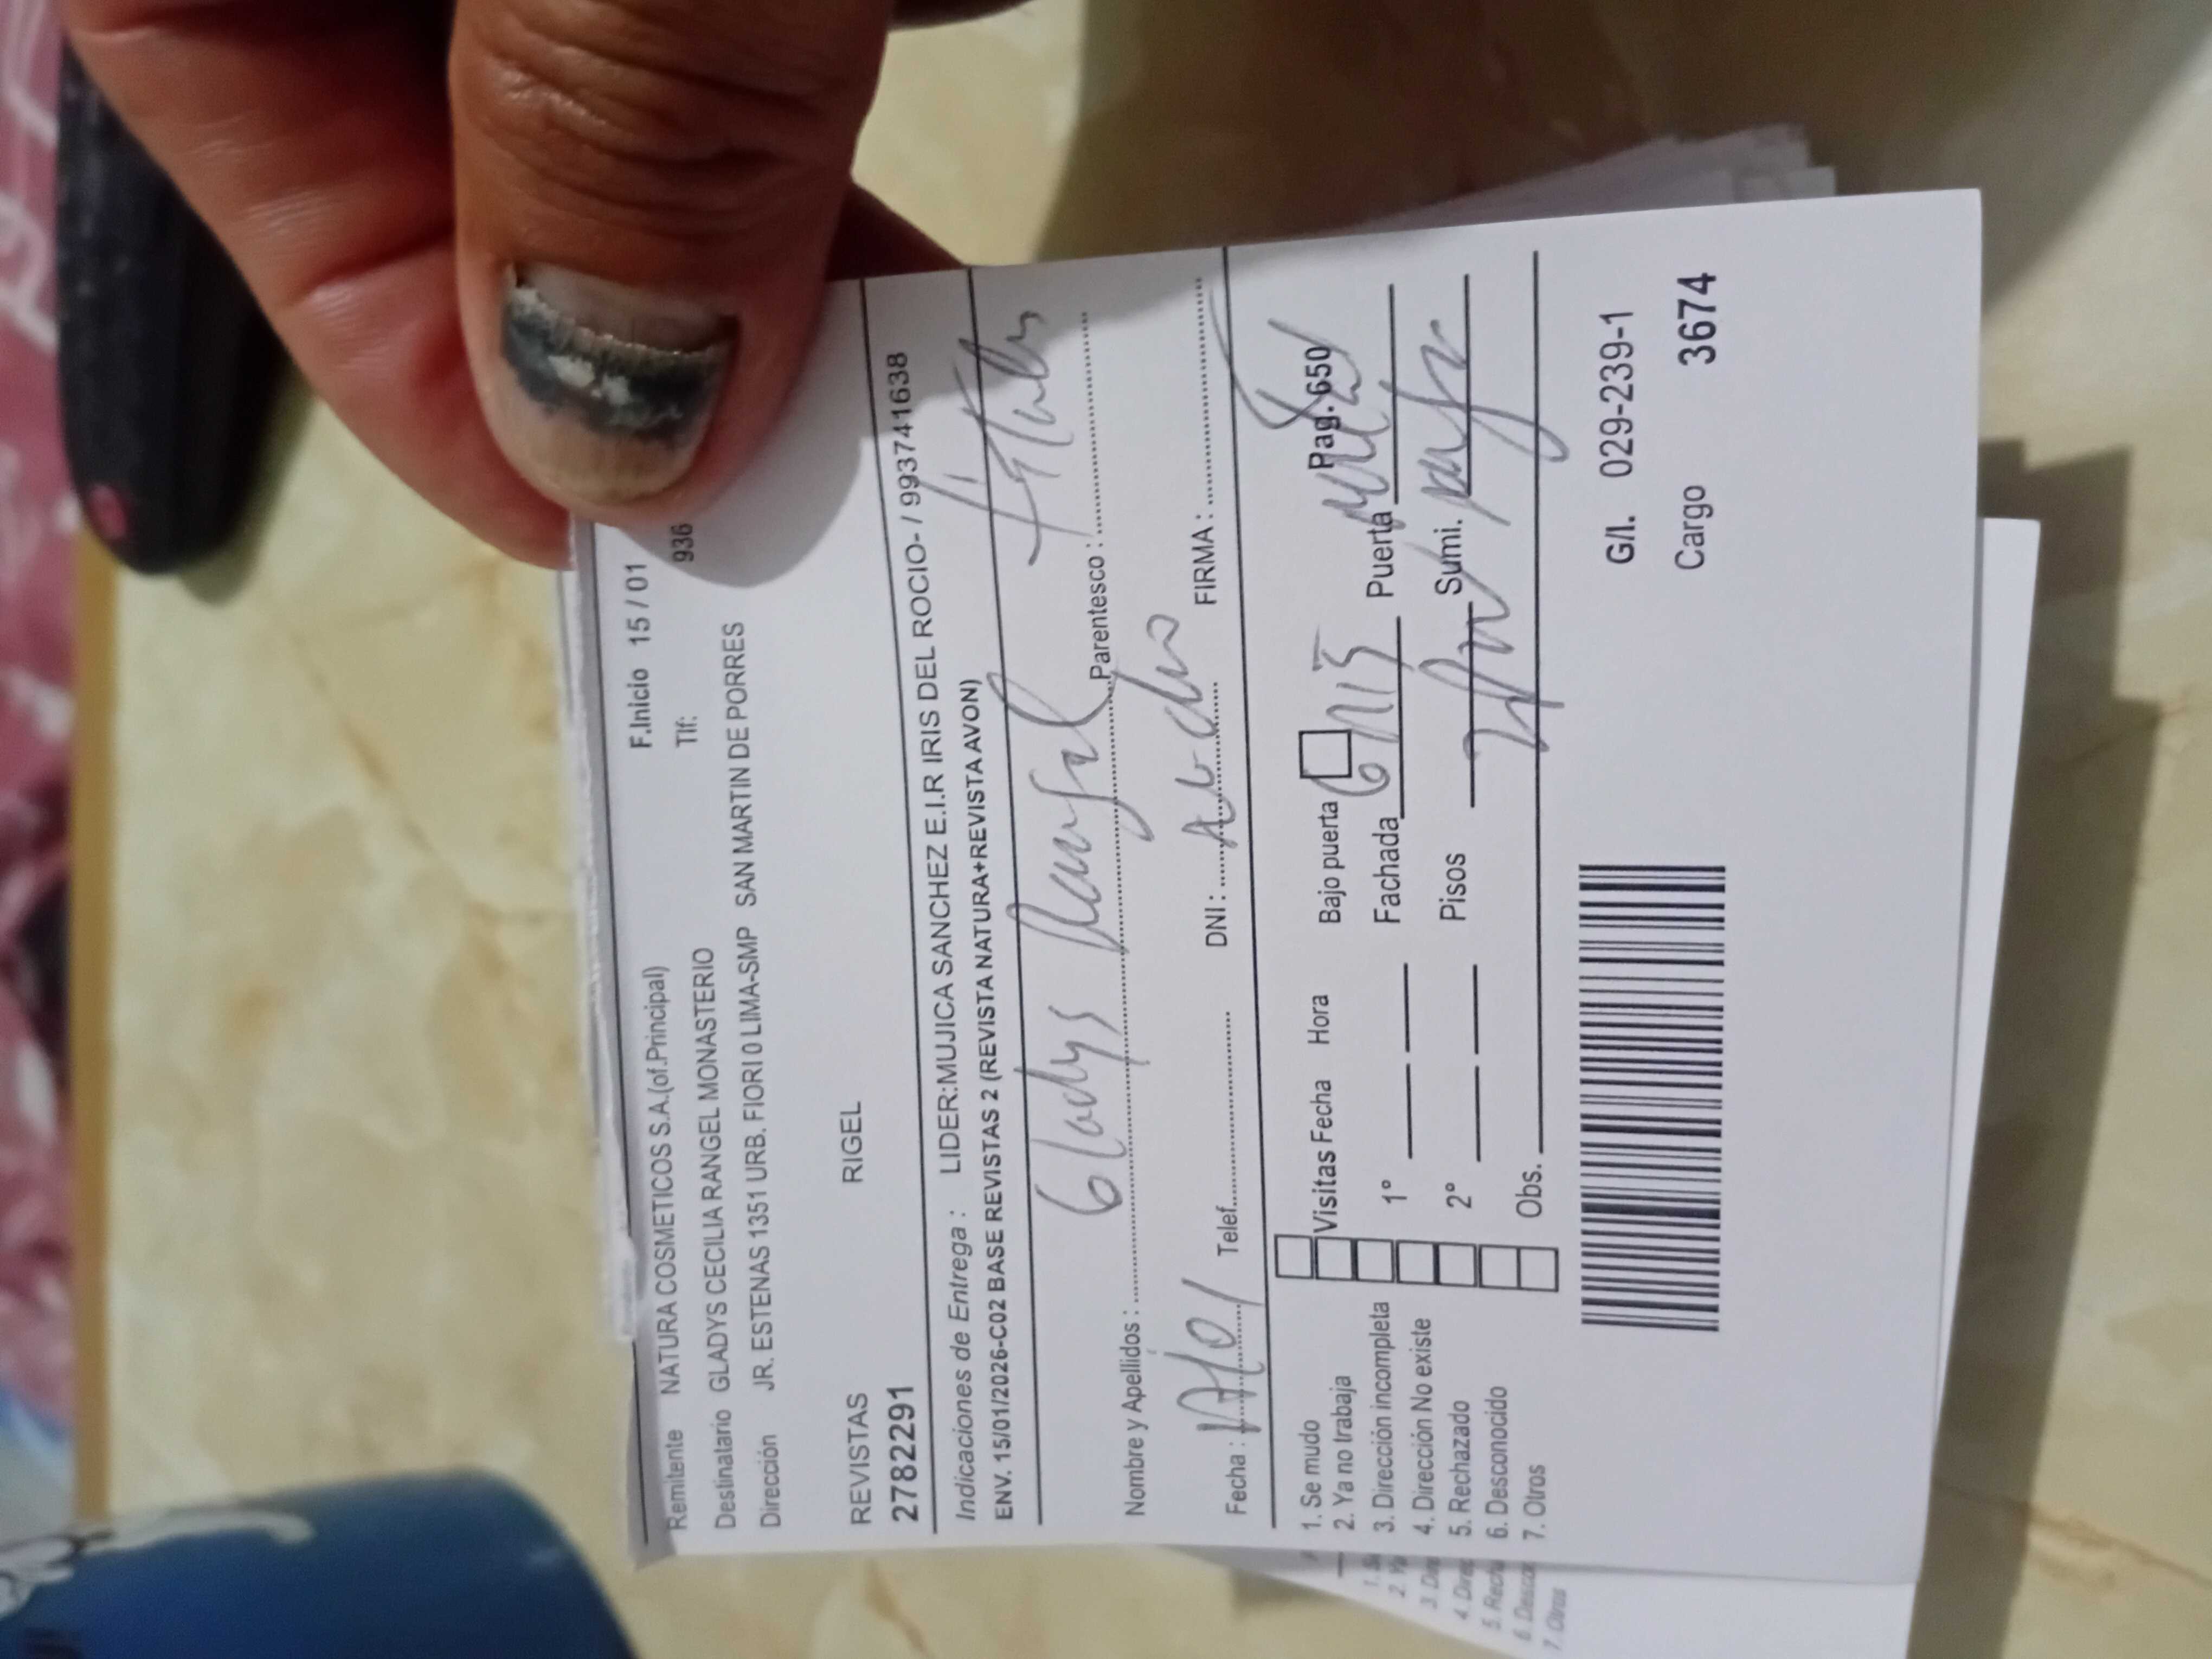 F.Inicio 15 / 01
Remitente NATURA COSMETICOS S.A.(of.Principal) Tlf: 936
Destinatario GLADYS CECILIA RANGEL MONASTERIO
Dirección JR. ESTENAS 1351 URB. FIORI 0 LIMA-SMP SAN MARTIN DE PORRES
REVISTAS RIGEL
27822291
Indicaciones de Entrega : LIDER:MUJICA SANCHEZ E.I.R IRIS DEL ROCIO- / 993741638
ENV. 15/01/2026-C02 BASE REVISTAS 2 (REVISTA NATURA+REVISTA AVON)
Gladys Rangel
Nombre y Apellidos : Parentesco :
Fecha : Telef. DNI : FIRMA :
Pag. 650
1. Se mudo Visitas Fecha Hora Bajo puerta
2. Ya no trabaja
3. Dirección incompleta 1° Fachada Puerta
4. Dirección No existe
5. Rechazado 2° Pisos Sumi.
6. Desconocido
7. Otros Obs.
G/I. 029-239-1
Cargo 3674